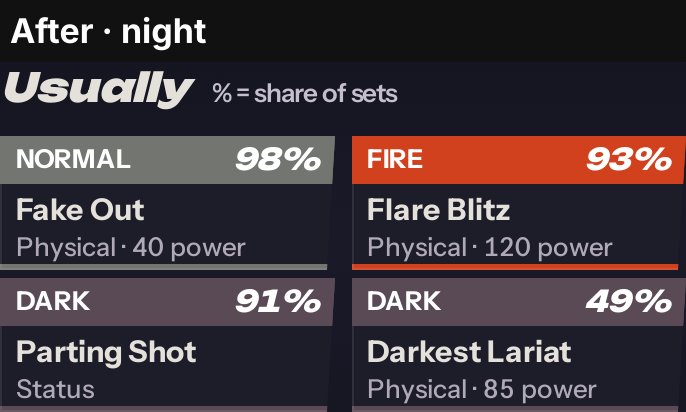 After · night
Usually % = share of sets
NORMAL 98%
Fake Out
Physical · 40 power
FIRE 93%
Flare Blitz
Physical · 120 power
DARK 91%
Parting Shot
Status
DARK 49%
Darkest Lariat
Physical · 85 power